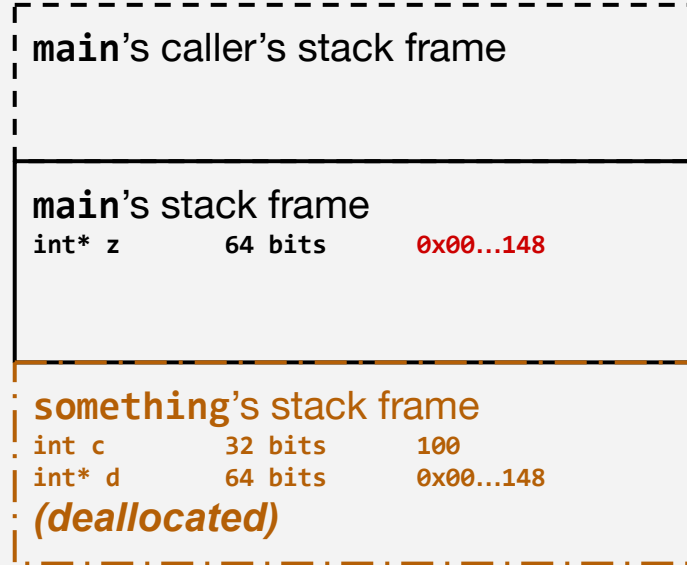 main’s caller’s stack frame
main’s stack frame
int* z 64 bits 0x00…148
something’s stack frame
int c 32 bits 100
int* d 64 bits 0x00…148
(deallocated)